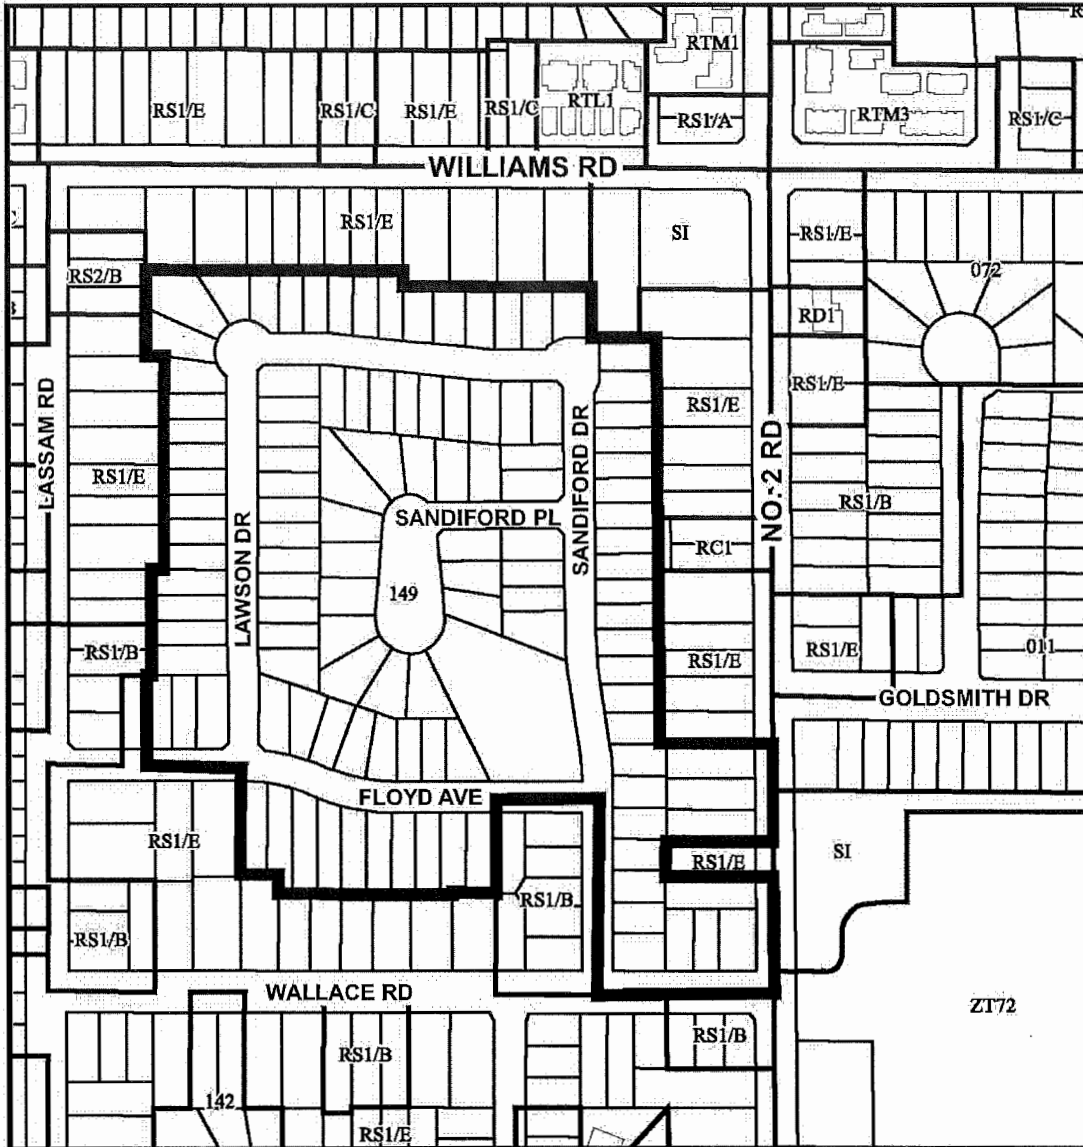 RTM1
RS1/E
RS1/C
RS1/E
RS1/C
RTL1
RS1/A
RTM3
RS1/C
WILLIAMS RD
RS1/E
SI
RS1/E
RS2/B
072
RD1
RS1/E
RS1/E
LASSAM RD
RS1/E
SANDIFORD DR
NO. 2 RD
RS1/B
SANDIFORD PL
LAWSON DR
RC1
149
RS1/B
RS1/E
RS1/E
011
GOLDSMITH DR
FLOYD AVE
RS1/E
RS1/E
SI
RS1/B
RS1/B
WALLACE RD
ZT72
RS1/B
RS1/B
142
RS1/E